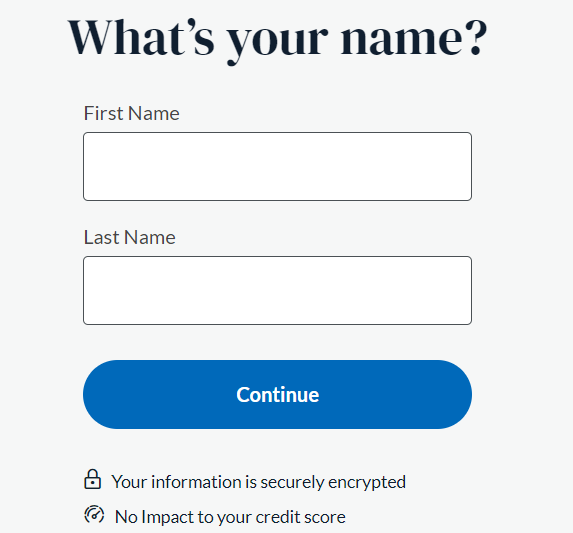 What’s your name?
First Name
Last Name
Continue
Your information is securely encrypted
No Impact to your credit score